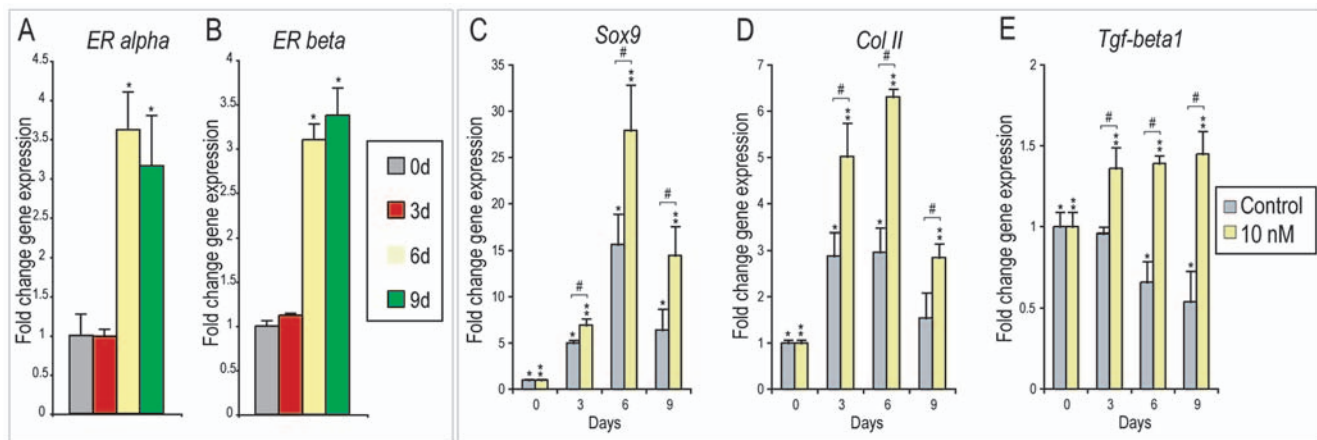 A
ER alpha
Fold change gene expression
4.5
4
3.5
3
2.5
2
1.5
1
0.5
0
*
*
B
ER beta
Fold change gene expression
4
3.5
3
2.5
2
1.5
1
0.5
0
*
*
0d
3d
6d
9d
C
Sox9
Fold change gene expression
35
30
25
20
15
10
5
0
* **
* # **
* # **
* # **
0 3 6 9
Days
D
Col II
Fold change gene expression
7
6
5
4
3
2
1
0
* **
* # **
* # **
# **
0 3 6 9
Days
E
Tgf-beta1
Fold change gene expression
2
1.5
1
0.5
0
* **
# **
* # **
* # **
0 3 6 9
Days
Control
10 nM